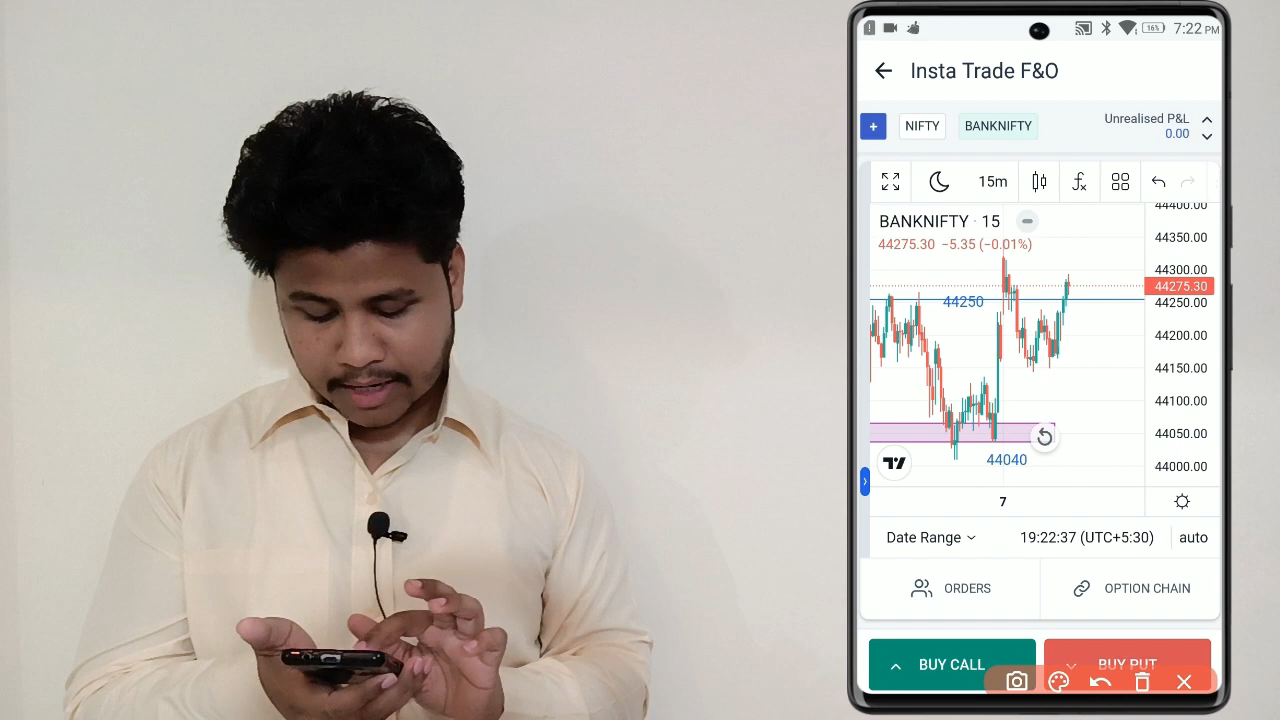 16%
7:22 PM
Insta Trade F&O
+ NIFTY BANKNIFTY
Unrealised P&L
0.00
15m
BANKNIFTY · 15
44275.30 −5.35 (−0.01%)
44400.00
44350.00
44300.00
44275.30
44250.00
44200.00
44150.00
44100.00
44050.00
44000.00
44250
44040
7
Date Range
19:22:37 (UTC+5:30)
auto
ORDERS
OPTION CHAIN
BUY CALL
BUY PUT